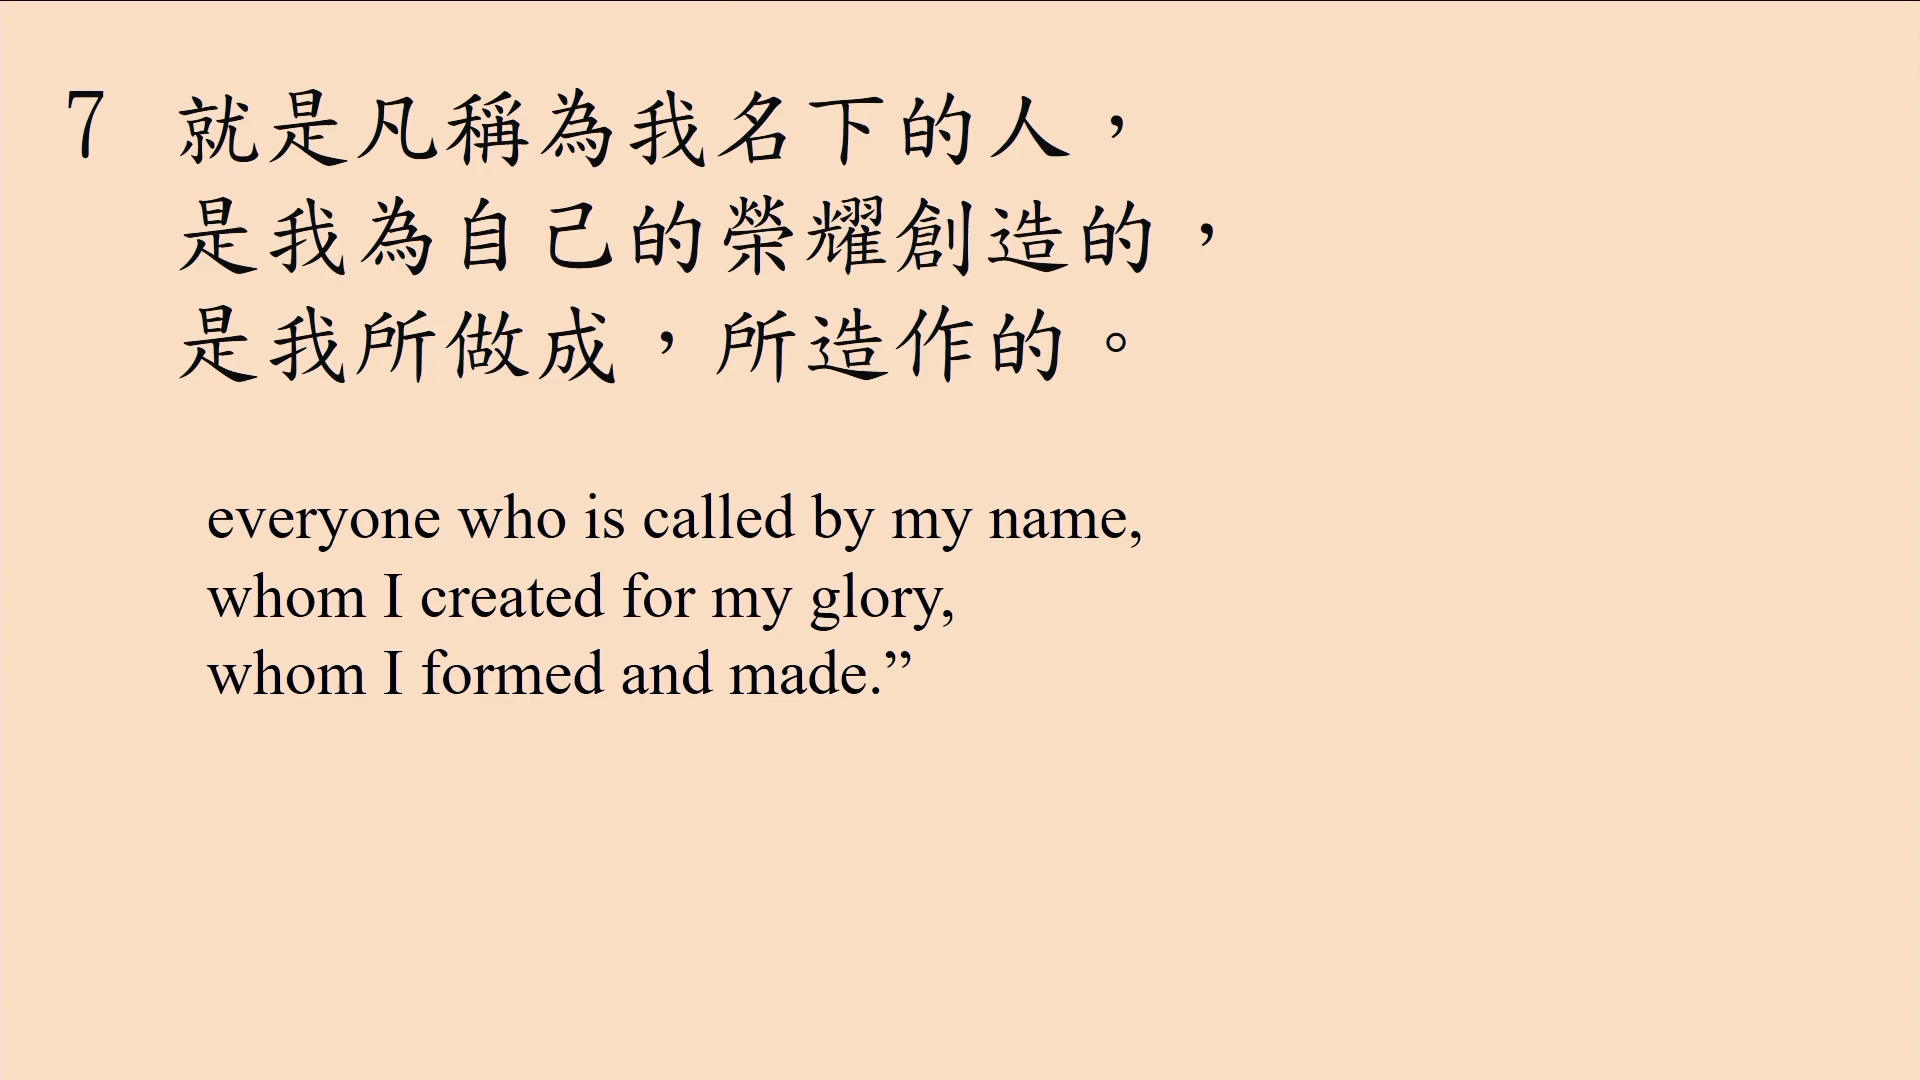 7 就是凡稱為我名下的人，
是我為自己的榮耀創造的，
是我所做成，所造作的。
everyone who is called by my name,
whom I created for my glory,
whom I formed and made.”